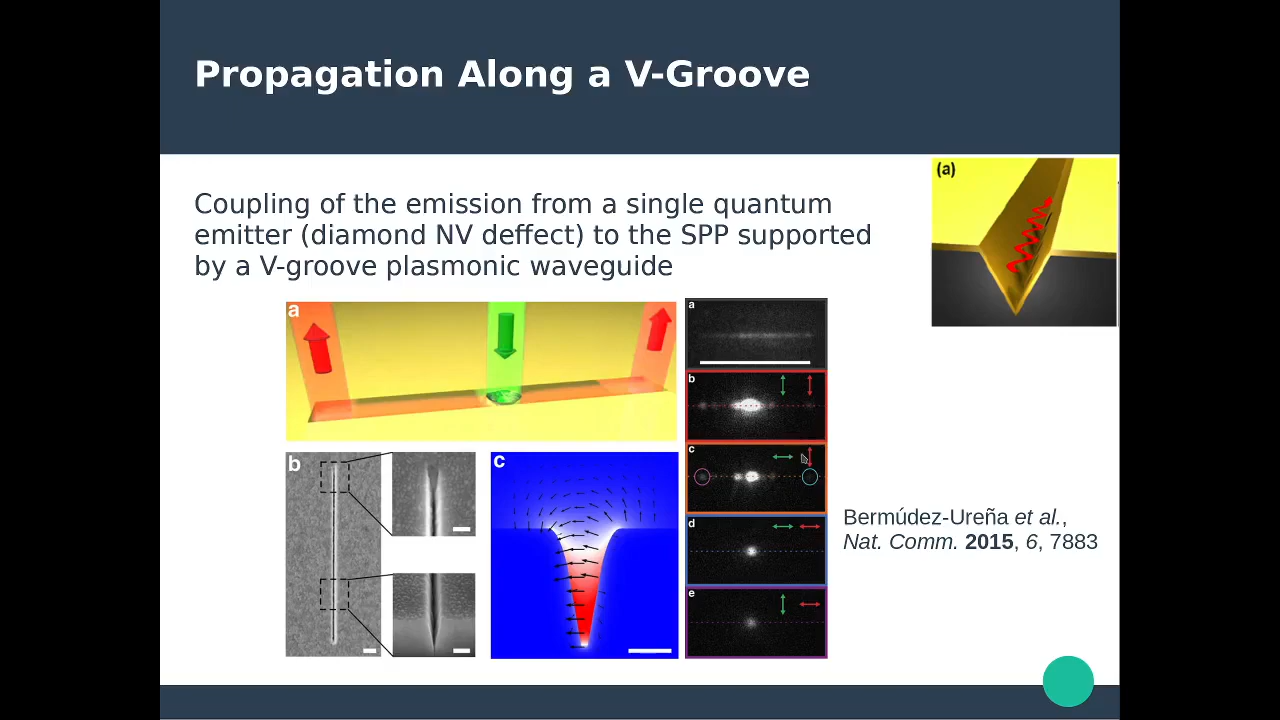 Propagation Along a V-Groove
Coupling of the emission from a single quantum
emitter (diamond NV deffect) to the SPP supported
by a V-groove plasmonic waveguide
(a)
a
b
c
a
b
c
d
e
Bermúdez-Ureña et al.,
Nat. Comm. 2015, 6, 7883